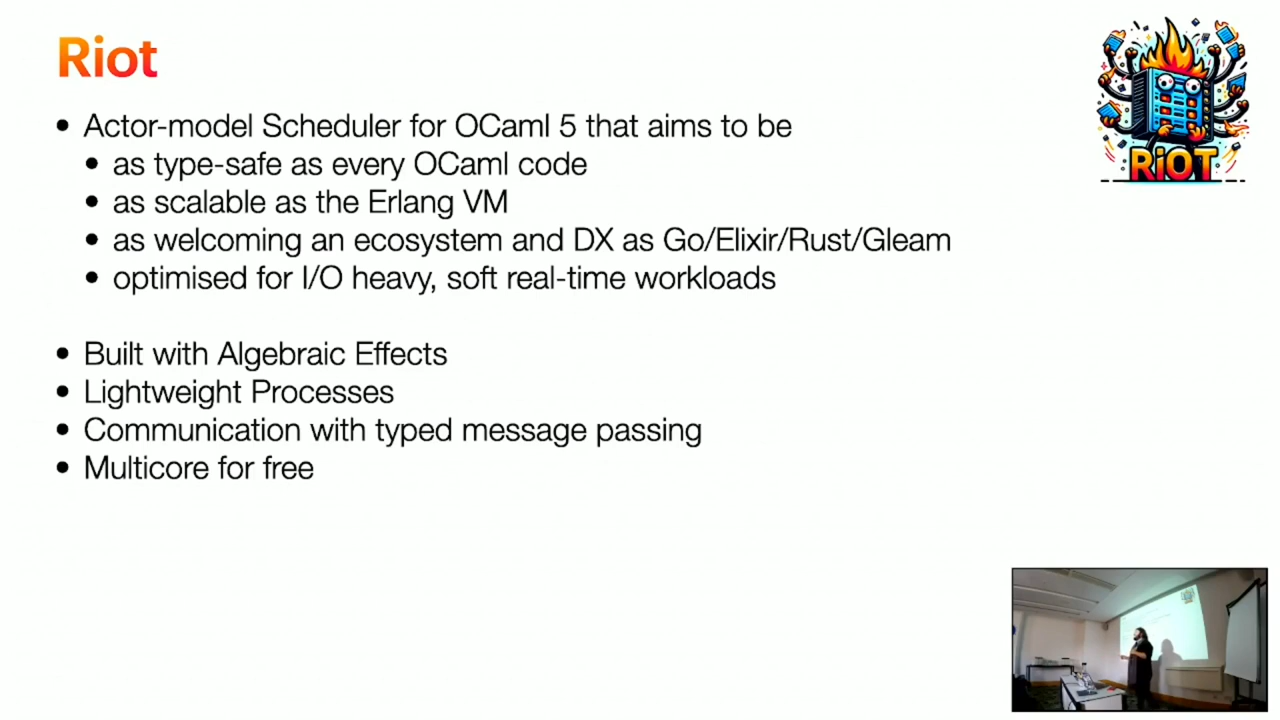 Riot
RiOT
• Actor-model Scheduler for OCaml 5 that aims to be
• as type-safe as every OCaml code
• as scalable as the Erlang VM
• as welcoming an ecosystem and DX as Go/Elixir/Rust/Gleam
• optimised for I/O heavy, soft real-time workloads
• Built with Algebraic Effects
• Lightweight Processes
• Communication with typed message passing
• Multicore for free